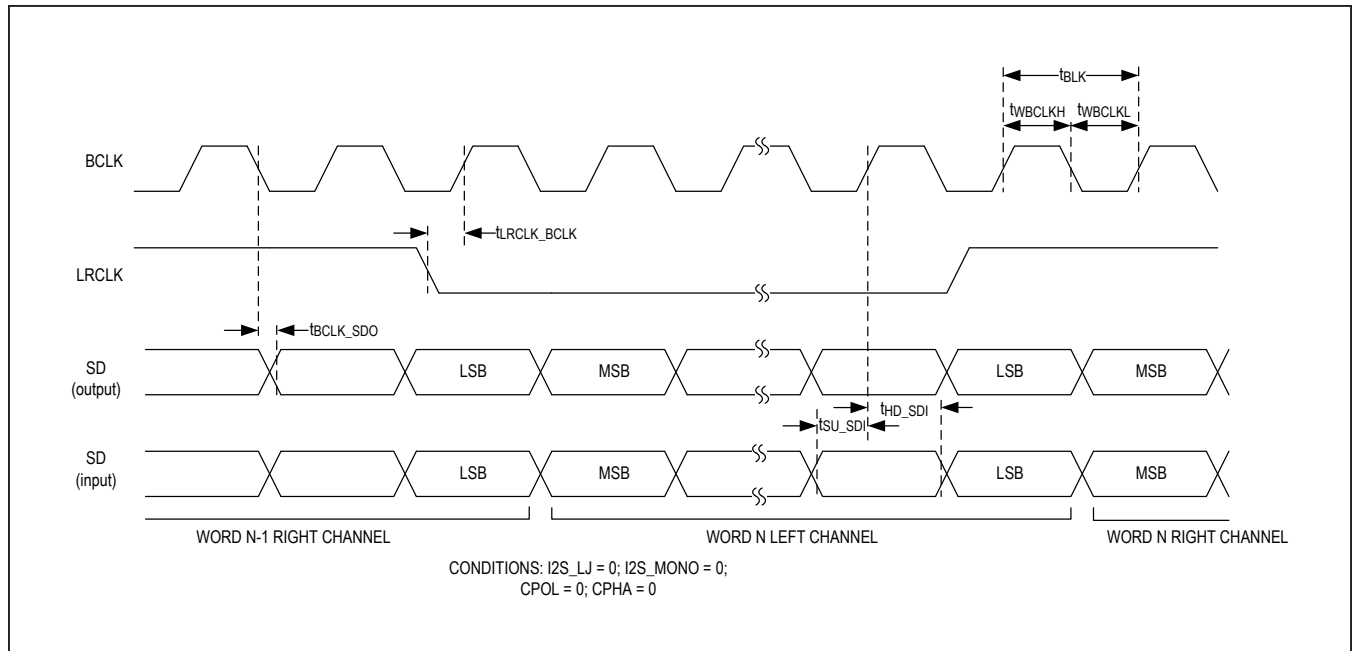 tBLK
tWBCLKH tWBCLKL
BCLK
tLRCLK_BCLK
LRCLK
tBCLK_SDO
SD
(output)
LSB MSB LSB MSB
tHD_SDI
tSU_SDI
SD
(input)
LSB MSB LSB MSB
WORD N-1 RIGHT CHANNEL WORD N LEFT CHANNEL WORD N RIGHT CHANNEL
CONDITIONS: I2S_LJ = 0; I2S_MONO = 0;
CPOL = 0; CPHA = 0